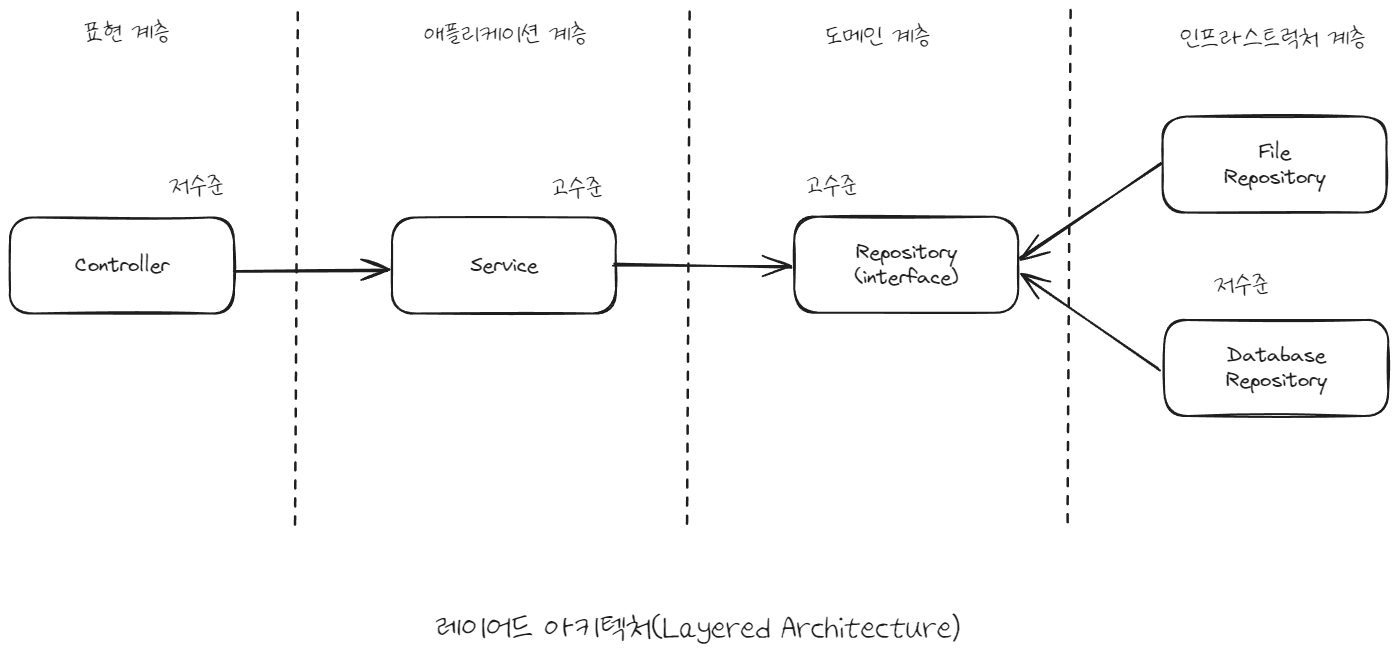 표현 계층
애플리케이션 계층
도메인 계층
인프라스트럭처 계층
저수준
Controller
고수준
Service
고수준
Repository
(interface)
File
Repository
저수준
Database
Repository
레이어드 아키텍처(Layered Architecture)